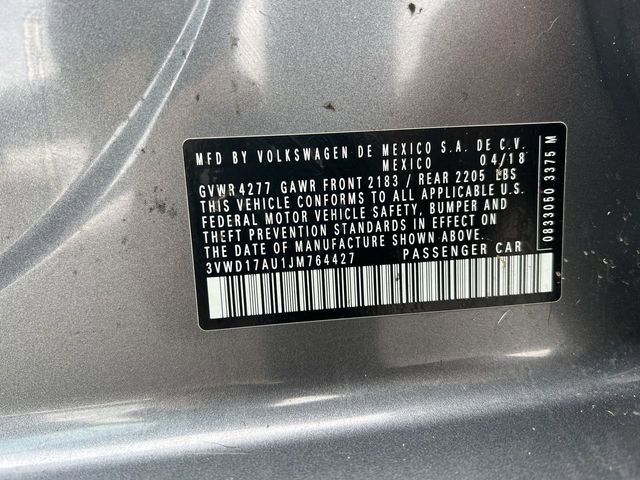 MFD BY VOLKSWAGEN DE MEXICO S.A. DE C.V.
MEXICO 04/18
GVWR 4277 GAWR FRONT 2183 / REAR 2205 LBS
THIS VEHICLE CONFORMS TO ALL APPLICABLE U.S.
FEDERAL MOTOR VEHICLE SAFETY, BUMPER AND
THEFT PREVENTION STANDARDS IN EFFECT ON
THE DATE OF MANUFACTURE SHOWN ABOVE.
3VWD17AU1JM764427 PASSENGER CAR
0833050 3375 M